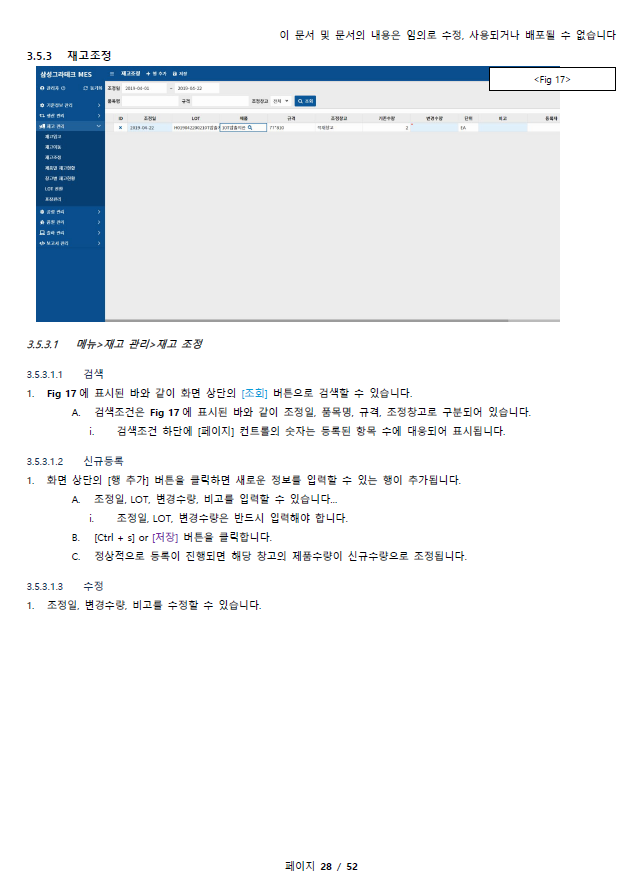 이 문서 및 문서의 내용은 임의로 수정, 사용되거나 배포될 수 없습니다
3.5.3 재고조정
<Fig 17>
삼성그라테크 MES
재고조정 행 추가 저장
관리자
동기화
조정일 2019-04-01 ~ 2019-04-22
품목명 규격 조정창고 전체 조회
기준정보 관리
생산 관리
재고 관리
재고입고
재고이동
재고조정
제품별 재고현황
창고별 재고현황
LOT 현황
포장관리
금형 관리
품질 관리
출력 관리
보고서 관리
ID 조정일 LOT 제품 규격 조정창고 기존수량 변경수량 단위 비고 등록자
2019-04-22 77*810 적재창고 2 EA
3.5.3.1 메뉴>재고 관리>재고 조정
3.5.3.1.1 검색
1. Fig 17 에 표시된 바와 같이 화면 상단의 [조회] 버튼으로 검색할 수 있습니다.
A. 검색조건은 Fig 17 에 표시된 바와 같이 조정일, 품목명, 규격, 조정창고로 구분되어 있습니다.
i. 검색조건 하단에 [페이지] 컨트롤의 숫자는 등록된 항목 수에 대응되어 표시됩니다.
3.5.3.1.2 신규등록
1. 화면 상단의 [행 추가] 버튼을 클릭하면 새로운 정보를 입력할 수 있는 행이 추가됩니다.
A. 조정일, LOT, 변경수량, 비고를 입력할 수 있습니다...
i. 조정일, LOT, 변경수량은 반드시 입력해야 합니다.
B. [Ctrl + s] or [저장] 버튼을 클릭합니다.
C. 정상적으로 등록이 진행되면 해당 창고의 제품수량이 신규수량으로 조정됩니다.
3.5.3.1.3 수정
1. 조정일, 변경수량, 비고를 수정할 수 있습니다.
페이지 28 / 52